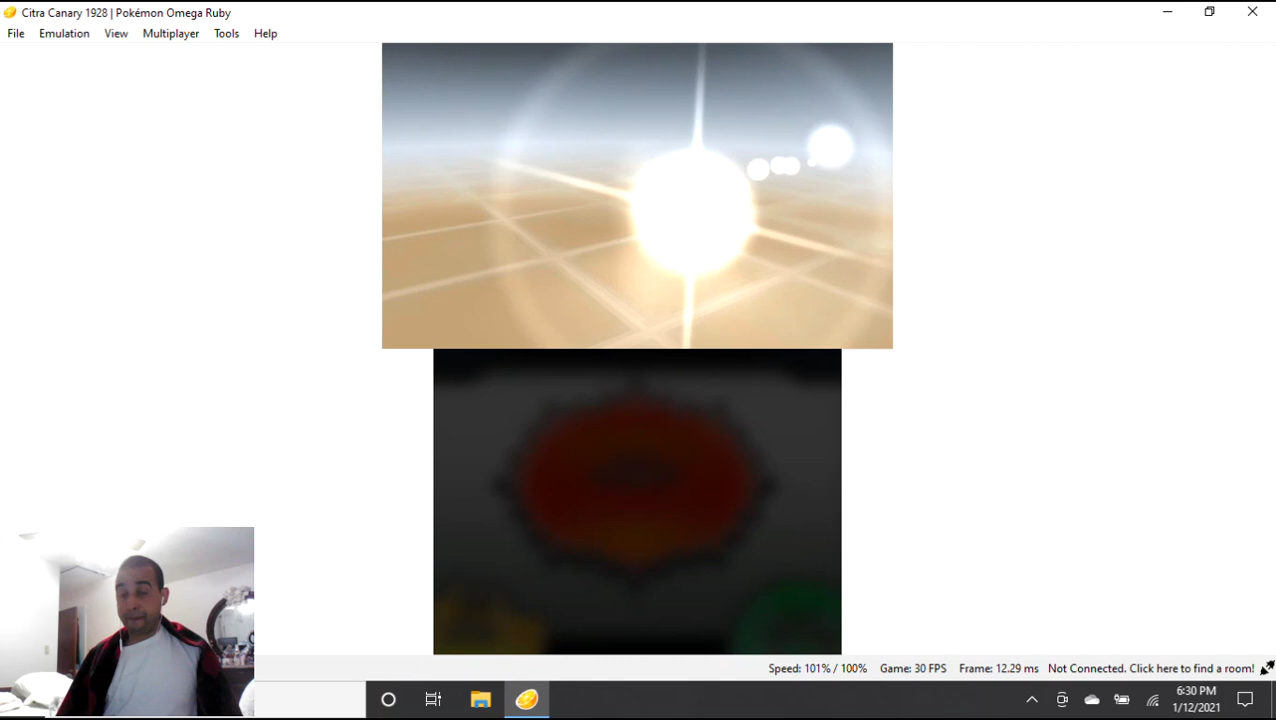 Citra Canary 1928 | Pokémon Omega Ruby
File Emulation View Multiplayer Tools Help
Speed: 101% / 100% Game: 30 FPS Frame: 12.29 ms Not Connected. Click here to find a room!
6:30 PM
1/12/2021